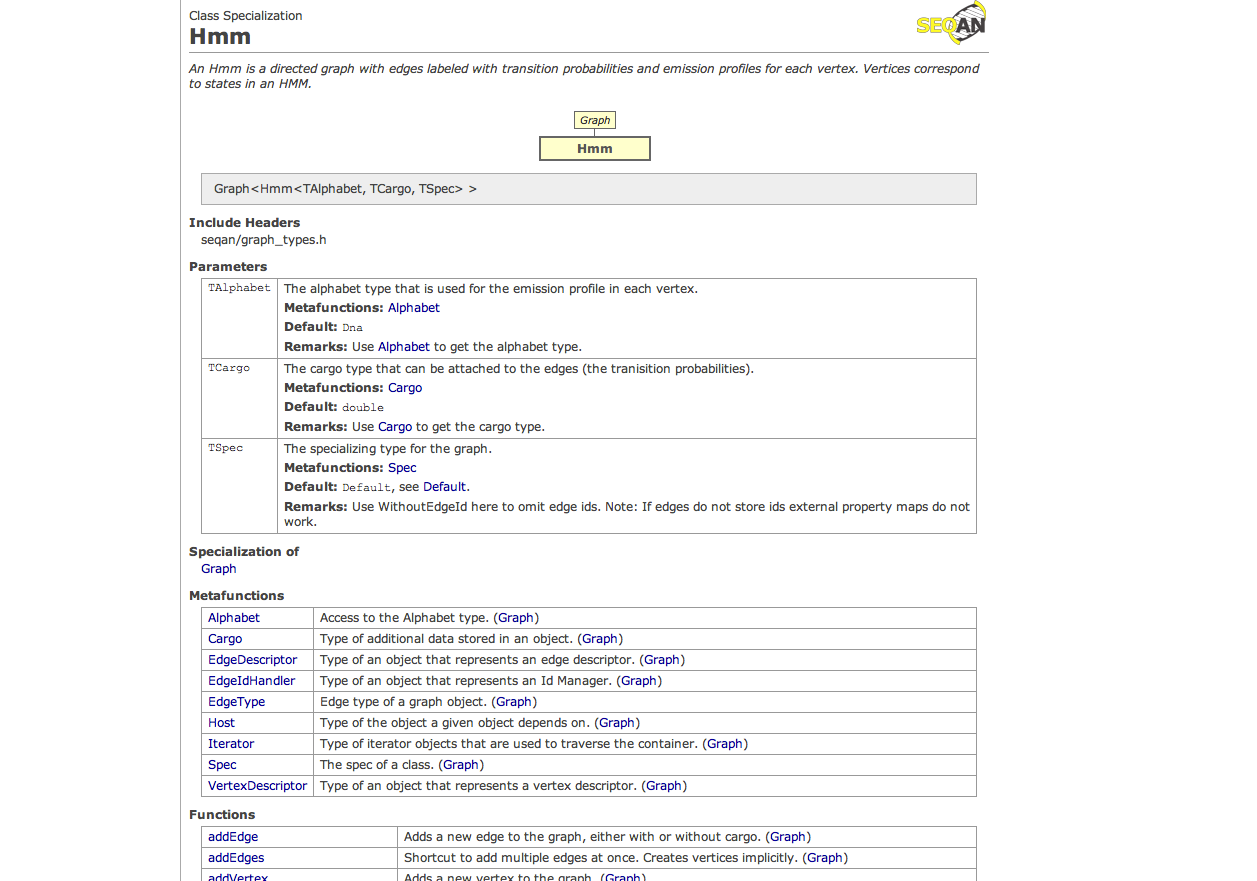 Class Specialization
Hmm
SEQAN
An Hmm is a directed graph with edges labeled with transition probabilities and emission profiles for each vertex. Vertices correspond
to states in an HMM.
Graph
Hmm
Graph<Hmm<TAlphabet, TCargo, TSpec> >
Include Headers
seqan/graph_types.h
Parameters
TAlphabet The alphabet type that is used for the emission profile in each vertex.
Metafunctions: Alphabet
Default: Dna
Remarks: Use Alphabet to get the alphabet type.
TCargo The cargo type that can be attached to the edges (the tranisition probabilities).
Metafunctions: Cargo
Default: double
Remarks: Use Cargo to get the cargo type.
TSpec The specializing type for the graph.
Metafunctions: Spec
Default: Default, see Default.
Remarks: Use WithoutEdgeId here to omit edge ids. Note: If edges do not store ids external property maps do not
work.
Specialization of
Graph
Metafunctions
Alphabet Access to the Alphabet type. (Graph)
Cargo Type of additional data stored in an object. (Graph)
EdgeDescriptor Type of an object that represents an edge descriptor. (Graph)
EdgeIdHandler Type of an object that represents an Id Manager. (Graph)
EdgeType Edge type of a graph object. (Graph)
Host Type of the object a given object depends on. (Graph)
Iterator Type of iterator objects that are used to traverse the container. (Graph)
Spec The spec of a class. (Graph)
VertexDescriptor Type of an object that represents a vertex descriptor. (Graph)
Functions
addEdge Adds a new edge to the graph, either with or without cargo. (Graph)
addEdges Shortcut to add multiple edges at once. Creates vertices implicitly. (Graph)
addVertex Adds a new vertex to the graph. (Graph)